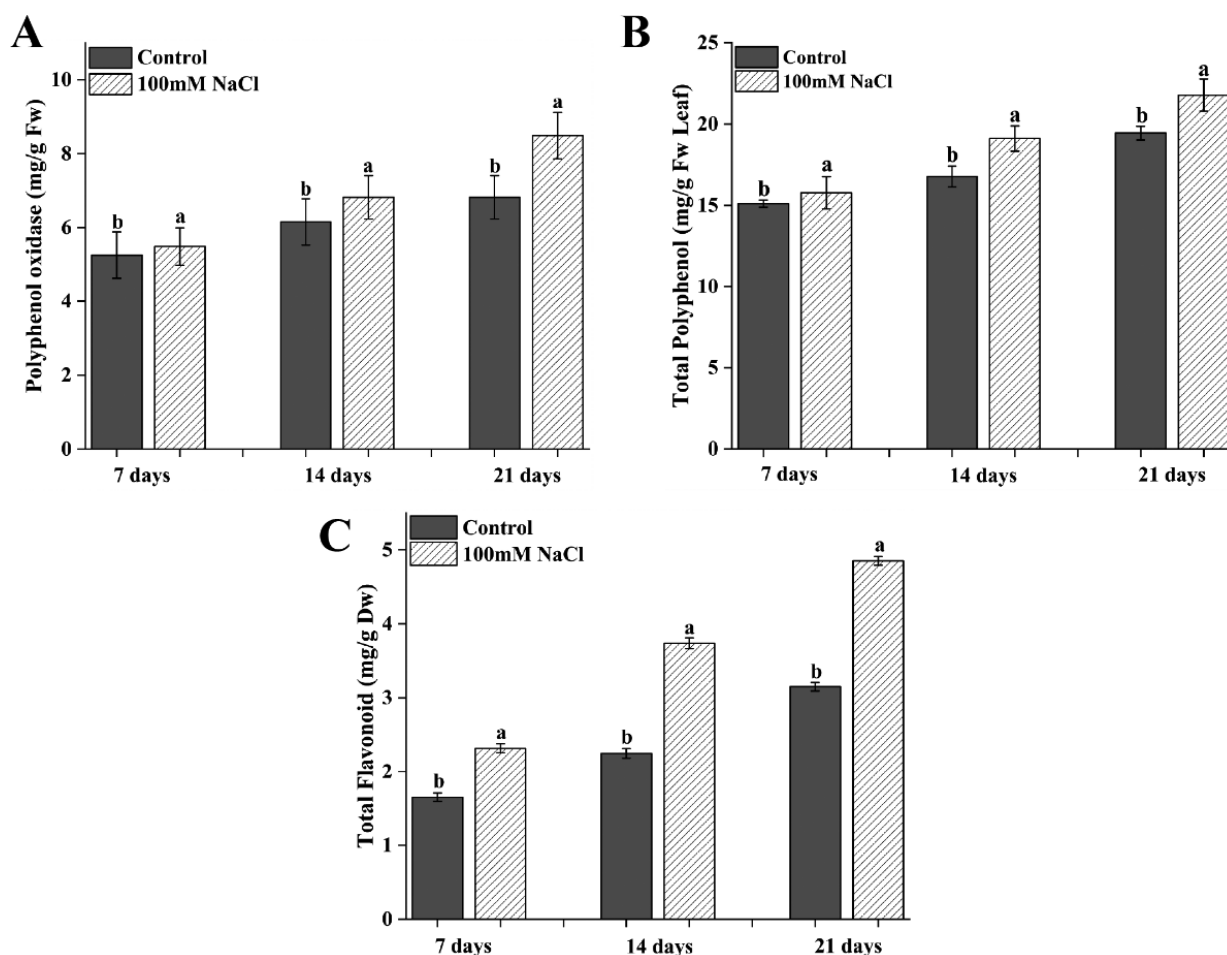 A
Control
100mM NaCl
Polyphenol oxidase (mg/g Fw)
10
8
6
4
2
0
b
a
b
a
b
a
7 days
14 days
21 days
B
Control
100mM NaCl
Total Polyphenol (mg/g Fw Leaf)
25
20
15
10
5
0
b
a
b
a
b
a
7 days
14 days
21 days
C
Control
100mM NaCl
Total Flavonoid (mg/g Dw)
5
4
3
2
1
0
b
a
b
a
b
a
7 days
14 days
21 days